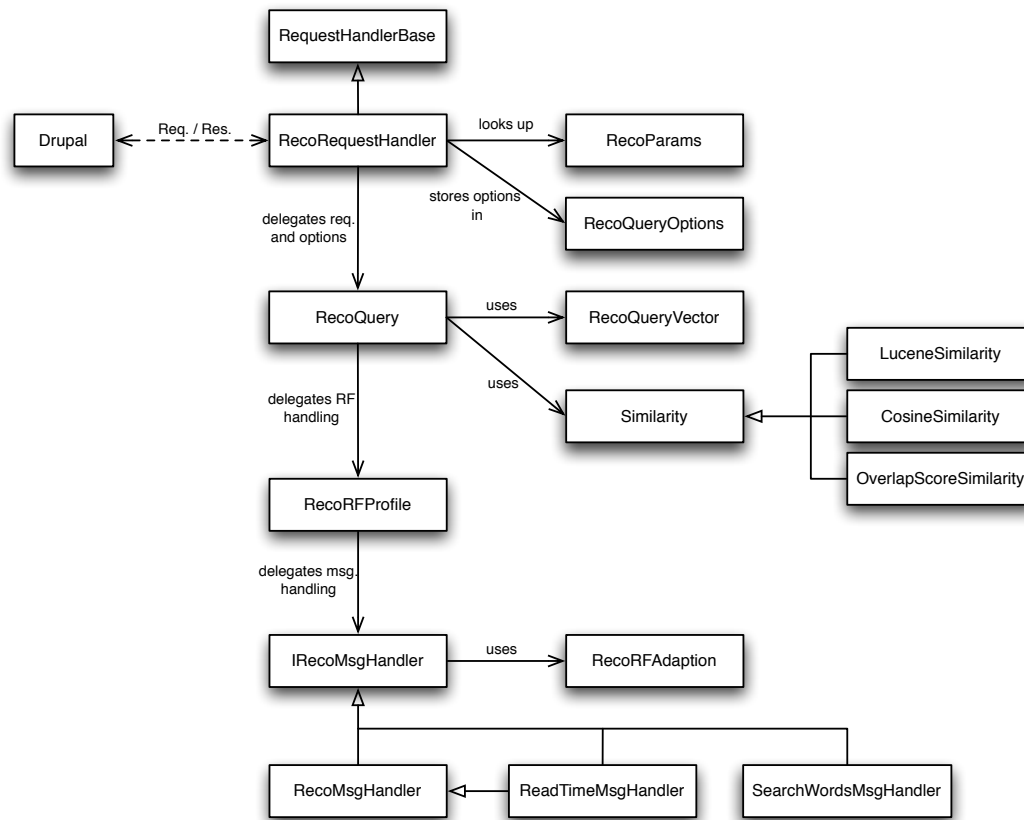 RequestHandlerBase
Drupal
Req. / Res.
RecoRequestHandler
looks up
RecoParams
stores options
in
RecoQueryOptions
delegates req.
and options
RecoQuery
uses
RecoQueryVector
uses
Similarity
LuceneSimilarity
CosineSimilarity
OverlapScoreSimilarity
delegates RF
handling
RecoRFProfile
delegates msg.
handling
IRecoMsgHandler
uses
RecoRFAdaption
RecoMsgHandler
ReadTimeMsgHandler
SearchWordsMsgHandler